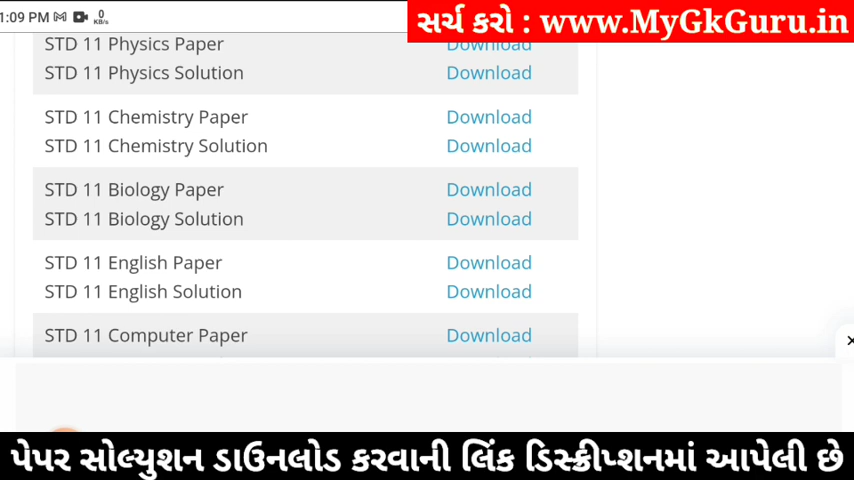 1:09 PM 0 KB/s
સર્ચ કરો : www.MyGkGuru.in
STD 11 Physics Paper Download
STD 11 Physics Solution Download
STD 11 Chemistry Paper Download
STD 11 Chemistry Solution Download
STD 11 Biology Paper Download
STD 11 Biology Solution Download
STD 11 English Paper Download
STD 11 English Solution Download
STD 11 Computer Paper Download
પેપર સોલ્યુશન ડાઉનલોડ કરવાની લિંક ડિસ્ક્રીપ્શનમાં આપેલી છે